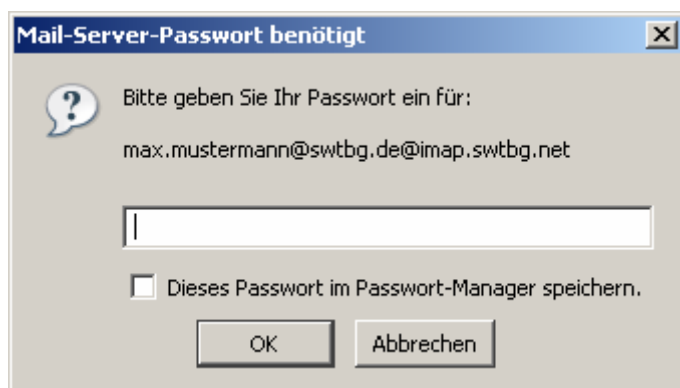 Mail-Server-Passwort benötigt
Bitte geben Sie Ihr Passwort ein für:
max.mustermann@swtbg.de@imap.swtbg.net
Dieses Passwort im Passwort-Manager speichern.
OK
Abbrechen